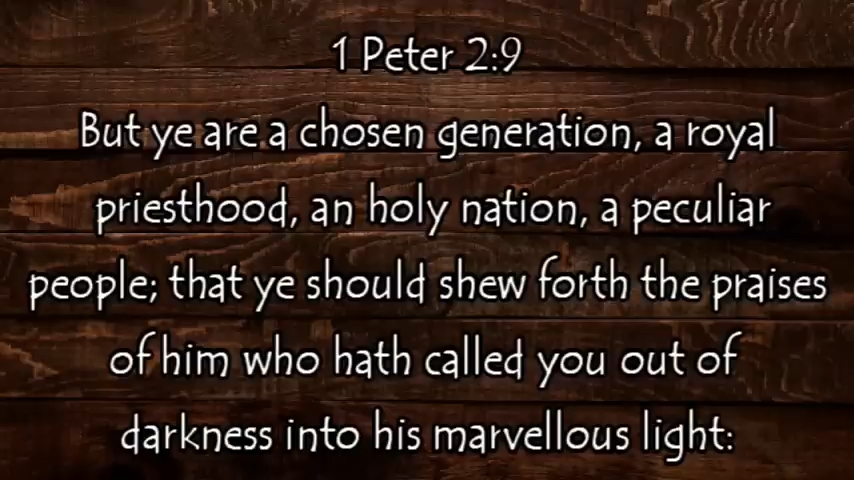 1 Peter 2:9
But ye are a chosen generation, a royal
priesthood, an holy nation, a peculiar
people; that ye should shew forth the praises
of him who hath called you out of
darkness into his marvellous light: